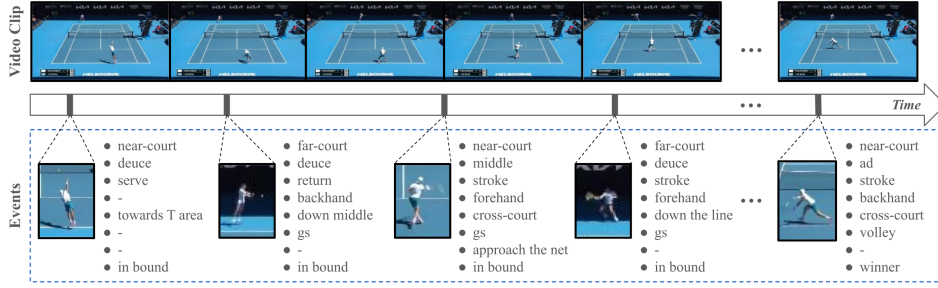 Video Clip
MELBOURNE
MELBOURNE
MELBOURNE
MELBOURNE
MELBOURNE
MELBOURNE
•••
Time
•••
Events
• near-court
• deuce
• serve
• -
• towards T area
• -
• -
• in bound
• far-court
• deuce
• return
• backhand
• down middle
• gs
• -
• in bound
• near-court
• middle
• stroke
• forehand
• cross-court
• gs
• approach the net
• in bound
• far-court
• deuce
• stroke
• forehand
• down the line
• gs
• -
• in bound
•••
• near-court
• ad
• stroke
• backhand
• cross-court
• volley
• -
• winner